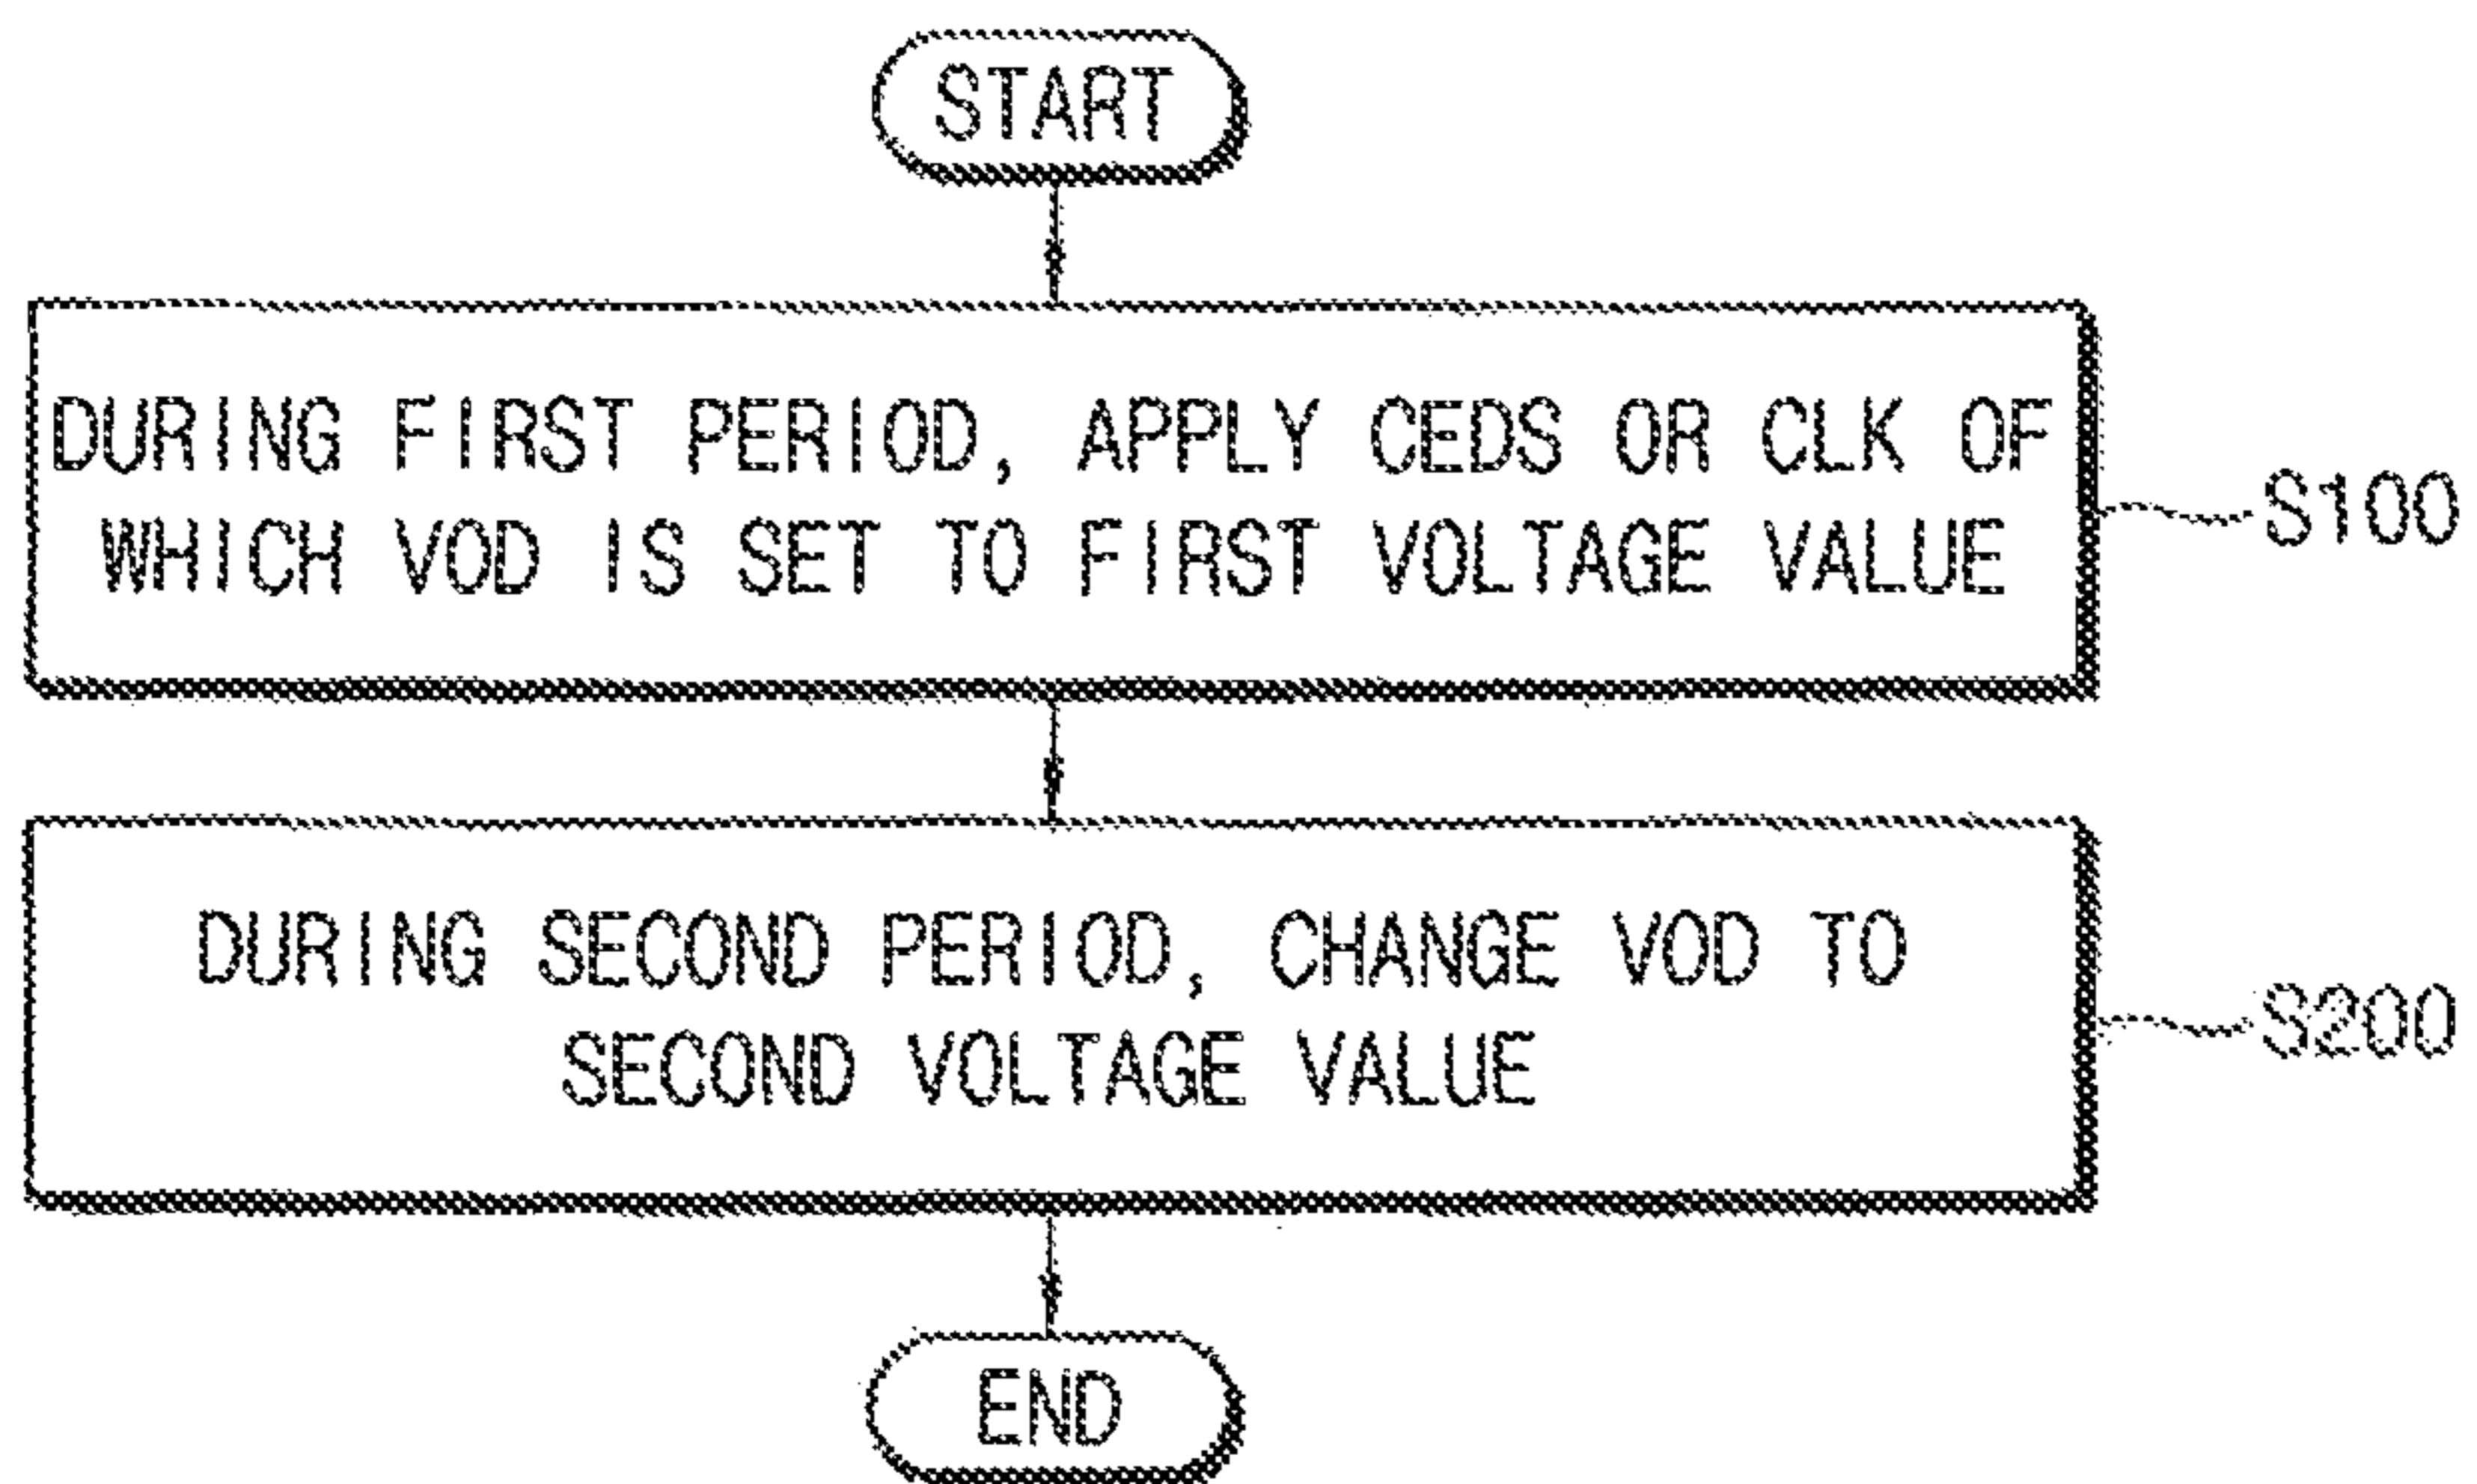 START
DURING FIRST PERIOD, APPLY CEDS OR CLK OF
WHICH VOD IS SET TO FIRST VOLTAGE VALUE
S100
DURING SECOND PERIOD, CHANGE VOD TO
SECOND VOLTAGE VALUE
S200
END